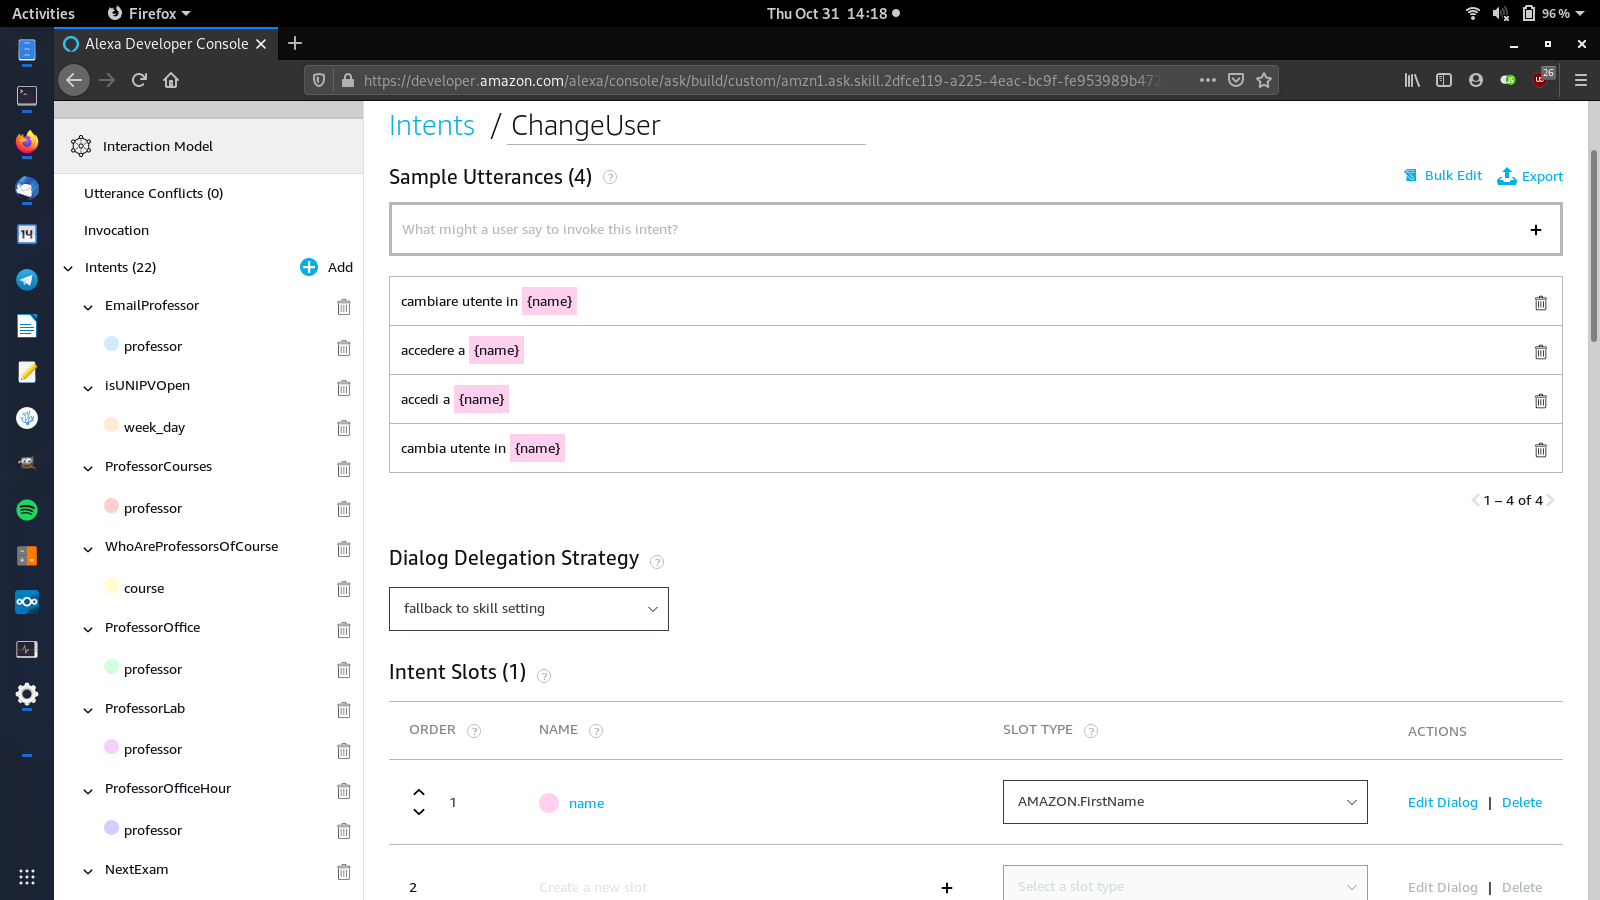 Activities
Firefox
Thu Oct 31 14:18
96 %
Alexa Developer Console
https://developer.amazon.com/alexa/console/ask/build/custom/amzn1.ask.skill.2dfce119-a225-4eac-bc9f-fe953989b472
26
14
Interaction Model
Utterance Conflicts (0)
Invocation
Intents (22)
Add
EmailProfessor
professor
isUNIPVOpen
week_day
ProfessorCourses
professor
WhoAreProfessorsOfCourse
course
ProfessorOffice
professor
ProfessorLab
professor
ProfessorOfficeHour
professor
NextExam
Intents / ChangeUser
Sample Utterances (4) ?
Bulk Edit
Export
What might a user say to invoke this intent?
cambiare utente in {name}
accedere a {name}
accedi a {name}
cambia utente in {name}
1 – 4 of 4
Dialog Delegation Strategy ?
fallback to skill setting
Intent Slots (1) ?
ORDER ? NAME ? SLOT TYPE ? ACTIONS
1 name AMAZON.FirstName Edit Dialog | Delete
2 Create a new slot Select a slot type Edit Dialog | Delete